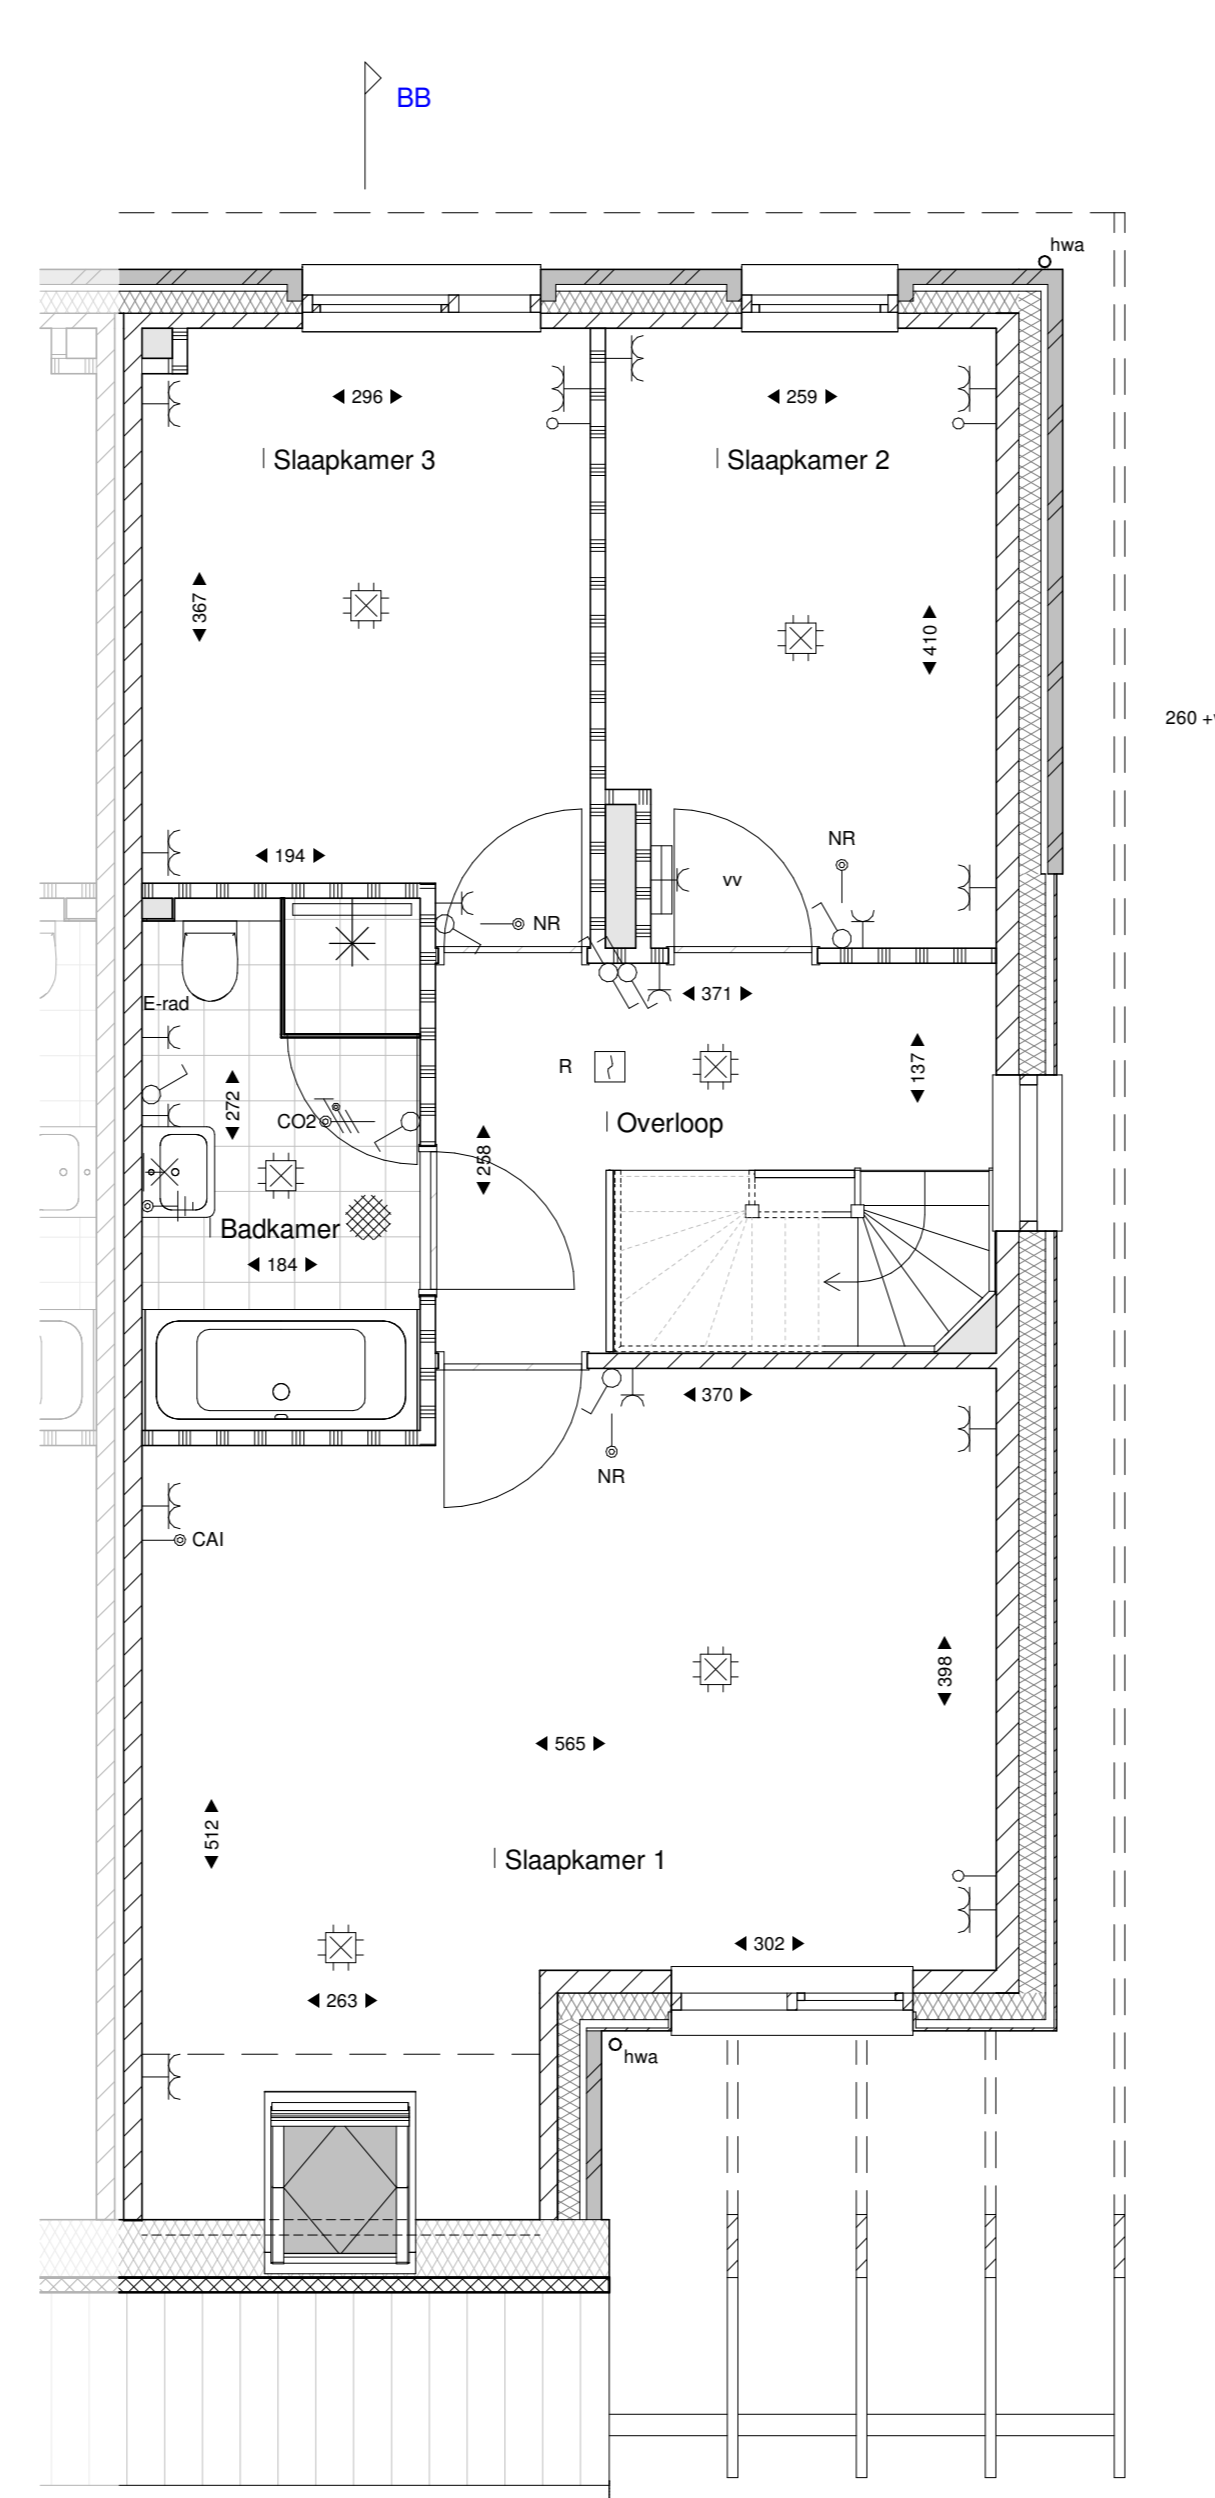 BB
hwa
296
259
Slaapkamer 3
Slaapkamer 2
367
410
260 +
194
NR
vv
NR
E-rad
371
R
137
272
CO2
Overloop
258
Badkamer
184
370
NR
CAI
398
565
512
Slaapkamer 1
302
263
hwa